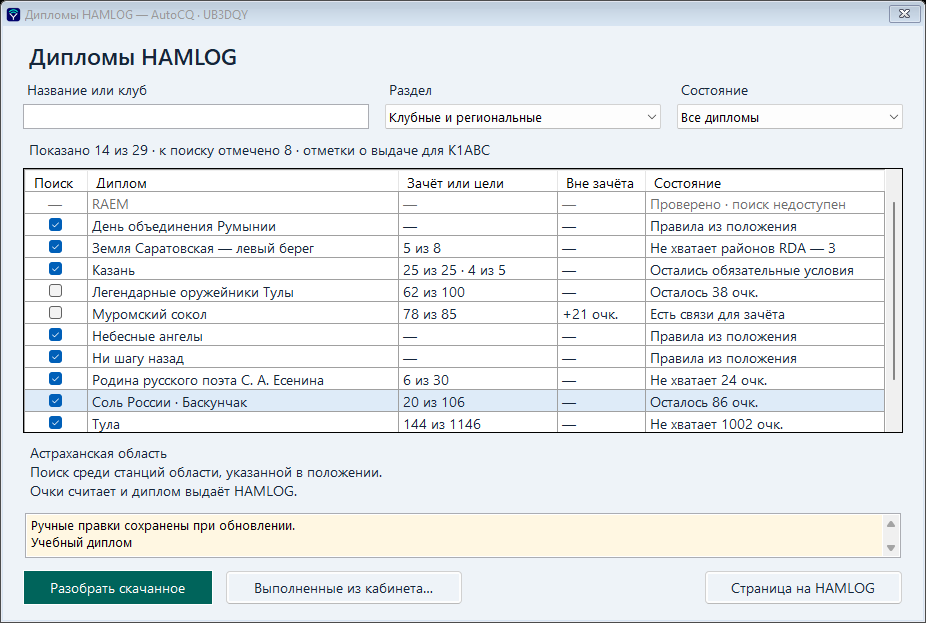 Дипломы HAMLOG — AutoCQ · UB3DQY
Дипломы HAMLOG
Название или клуб
Раздел
Состояние
Клубные и региональные
Все дипломы
Показано 14 из 29 · к поиску отмечено 8 · отметки о выдаче для K1ABC
Поиск Диплом Зачёт или цели Вне зачёта Состояние
— RAEM — — Проверено · поиск недоступен
День объединения Румынии — — Правила из положения
Земля Саратовская — левый берег 5 из 8 — Не хватает районов RDA — 3
Казань 25 из 25 · 4 из 5 — Остались обязательные условия
Легендарные оружейники Тулы 62 из 100 — Осталось 38 очк.
Муромский сокол 78 из 85 +21 очк. Есть связи для зачёта
Небесные ангелы — — Правила из положения
Ни шагу назад — — Правила из положения
Родина русского поэта С. А. Есенина 6 из 30 — Не хватает 24 очк.
Соль России · Баскунчак 20 из 106 — Осталось 86 очк.
Тула 144 из 1146 — Не хватает 1002 очк.
Астраханская область
Поиск среди станций области, указанной в положении.
Очки считает и диплом выдаёт HAMLOG.
Ручные правки сохранены при обновлении.
Учебный диплом
Разобрать скачанное
Выполненные из кабинета...
Страница на HAMLOG